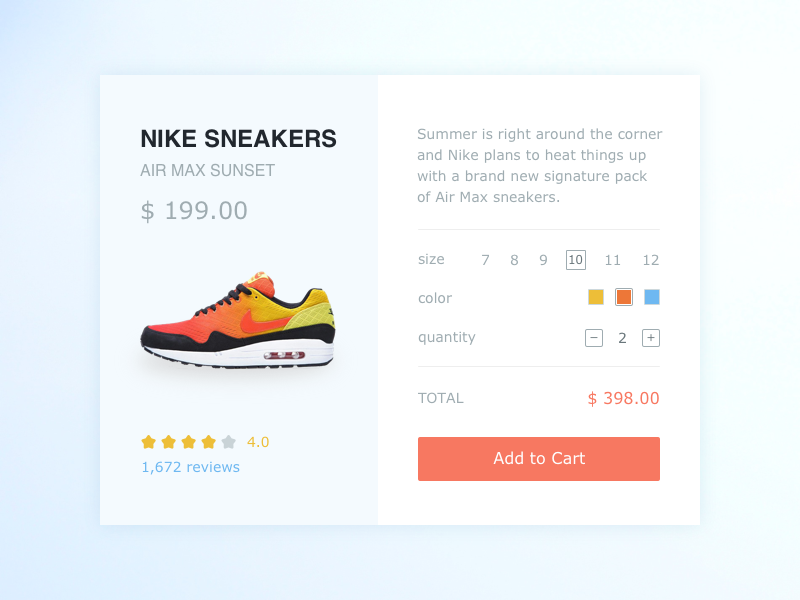 NIKE SNEAKERS
AIR MAX SUNSET
$ 199.00
4.0
1,672 reviews
Summer is right around the corner
and Nike plans to heat things up
with a brand new signature pack
of Air Max sneakers.
size 7 8 9 10 11 12
color
quantity − 2 +
TOTAL $ 398.00
Add to Cart